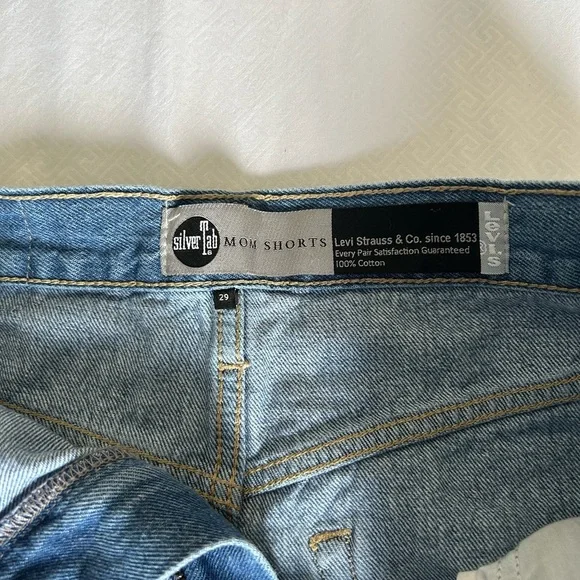 silver Tab
MOM SHORTS
Levi Strauss & Co. since 1853
Every Pair Satisfaction Guaranteed
100% Cotton
LEVI'S
29